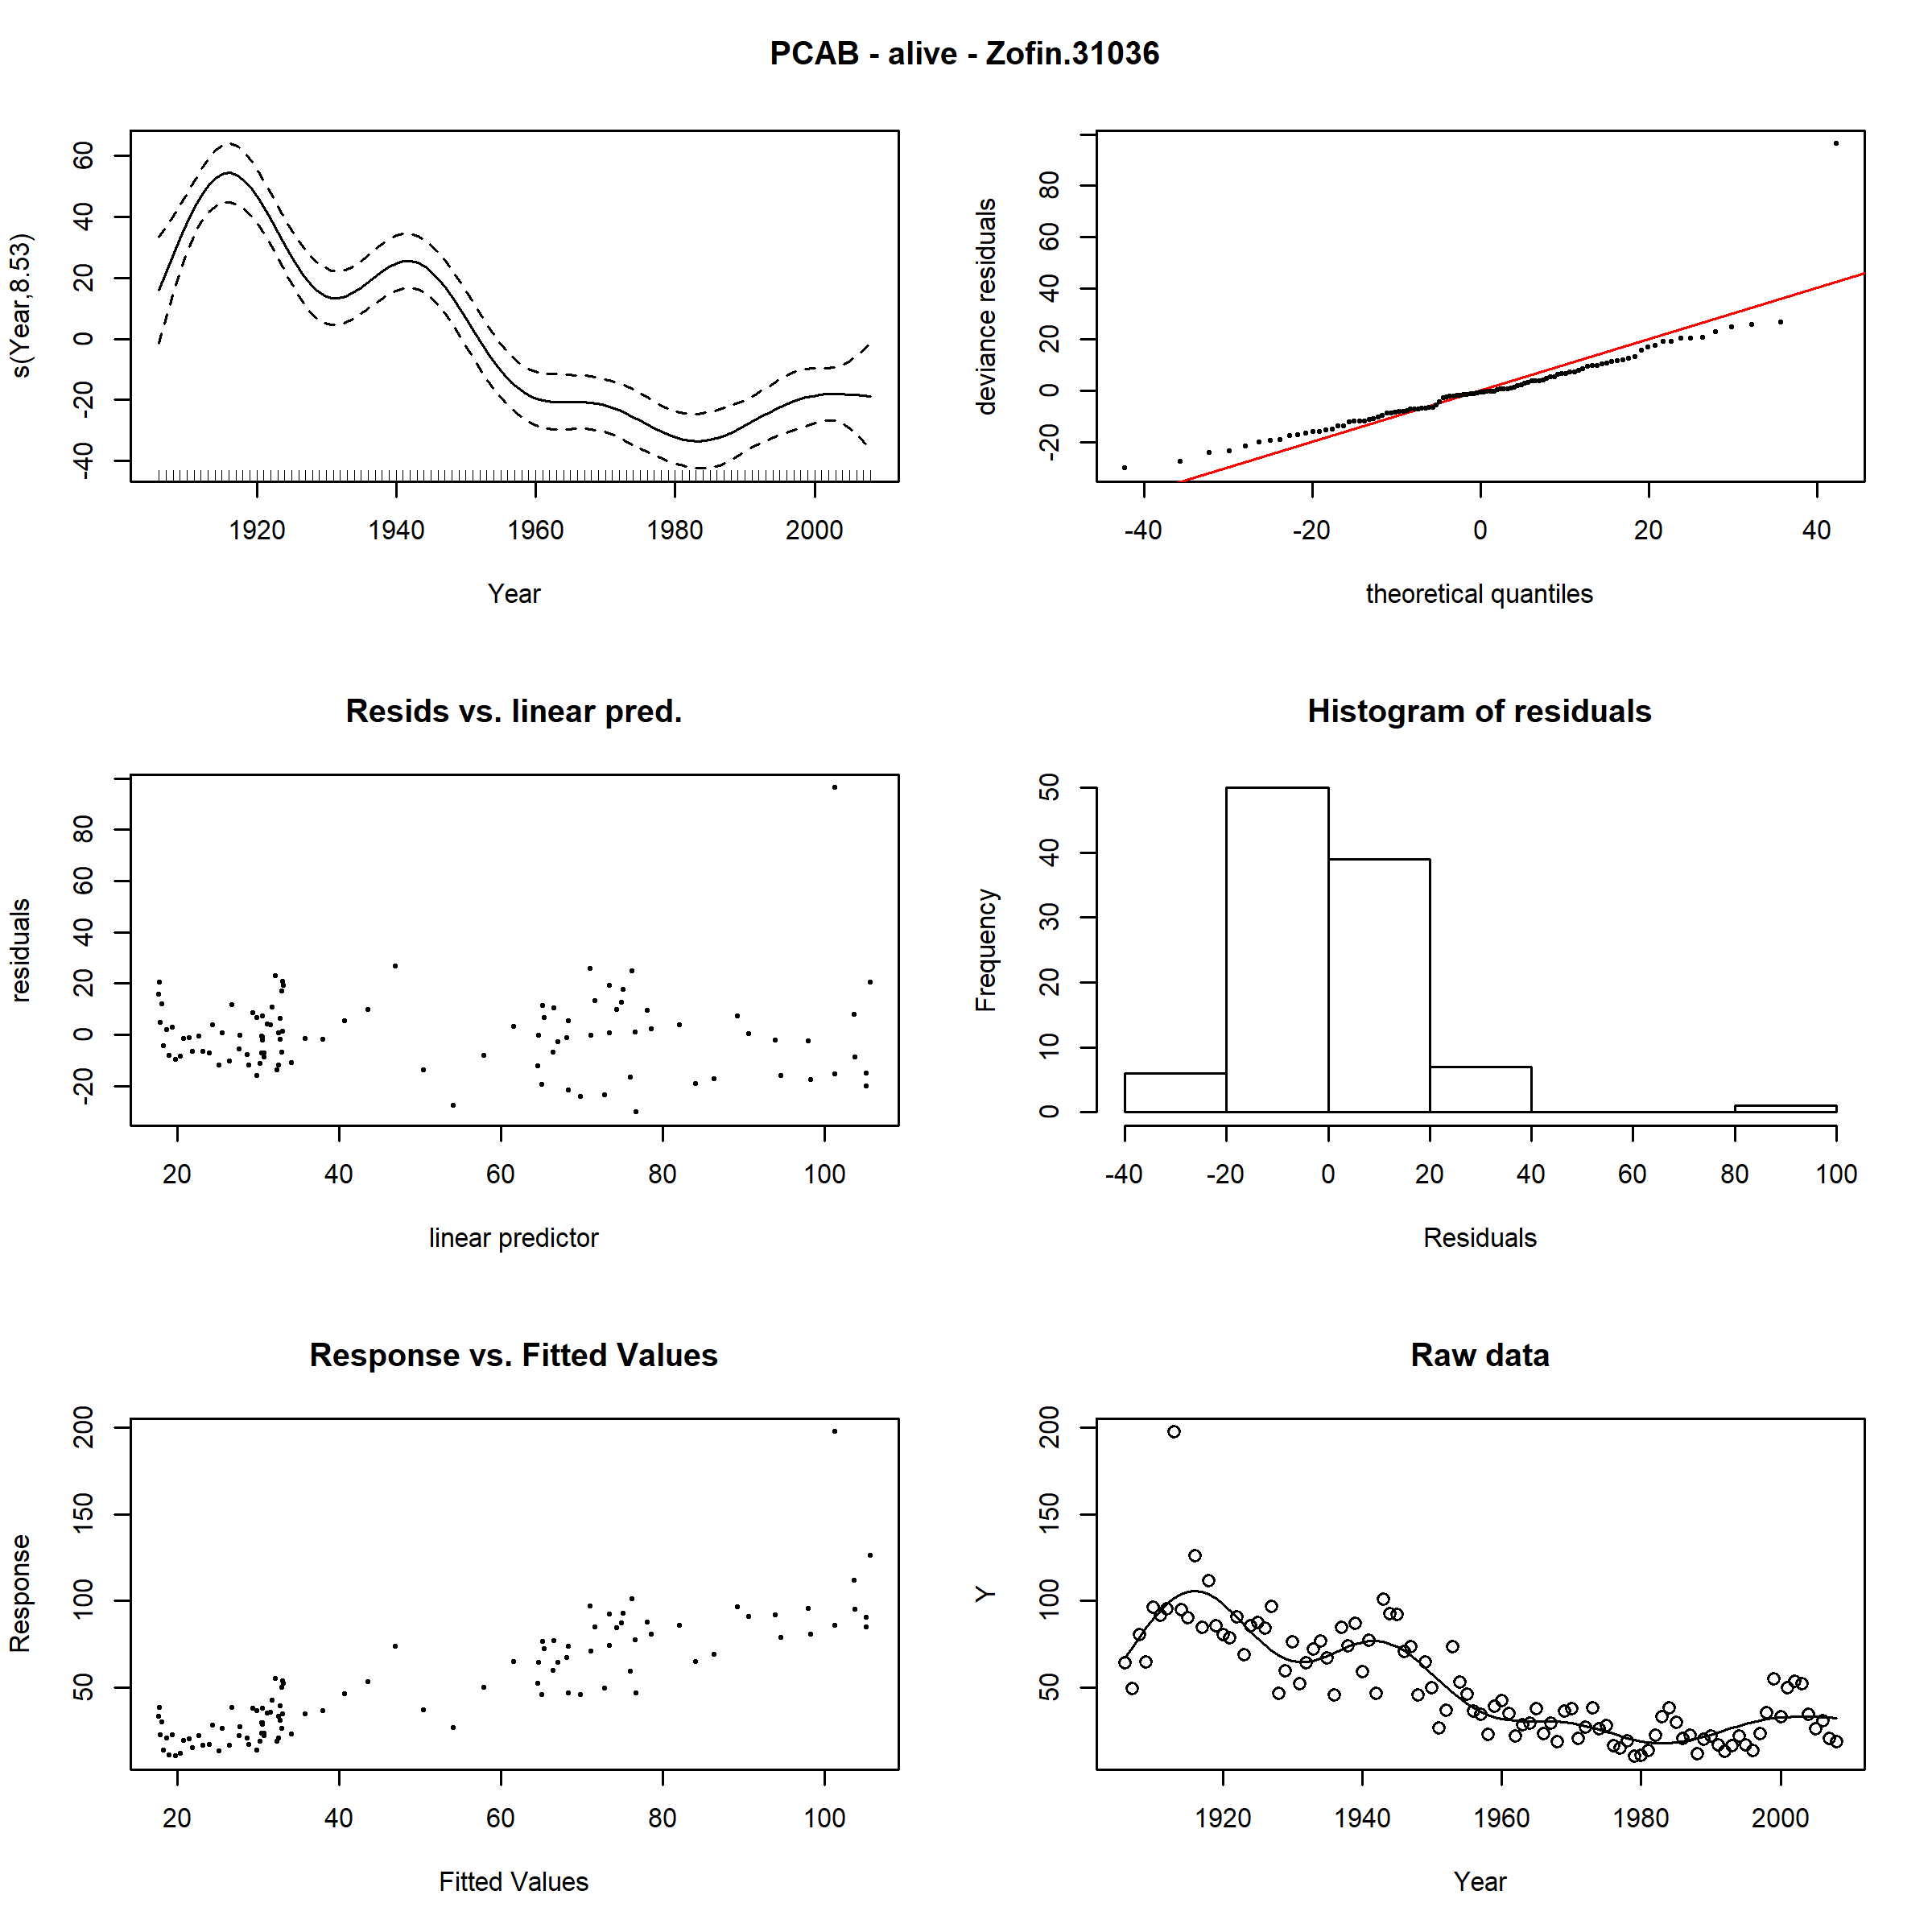 PCAB - alive - Zofin.31036
s(Year,8.53)
-40 -20 0 20 40 60
1920 1940 1960 1980 2000
Year
deviance residuals
-20 0 20 40 60 80
-40 -20 0 20 40
theoretical quantiles
Resids vs. linear pred.
residuals
-20 0 20 40 60 80
20 40 60 80 100
linear predictor
Histogram of residuals
Frequency
0 10 20 30 40 50
-40 -20 0 20 40 60 80 100
Residuals
Response vs. Fitted Values
Response
50 100 150 200
20 40 60 80 100
Fitted Values
Raw data
Y
50 100 150 200
1920 1940 1960 1980 2000
Year